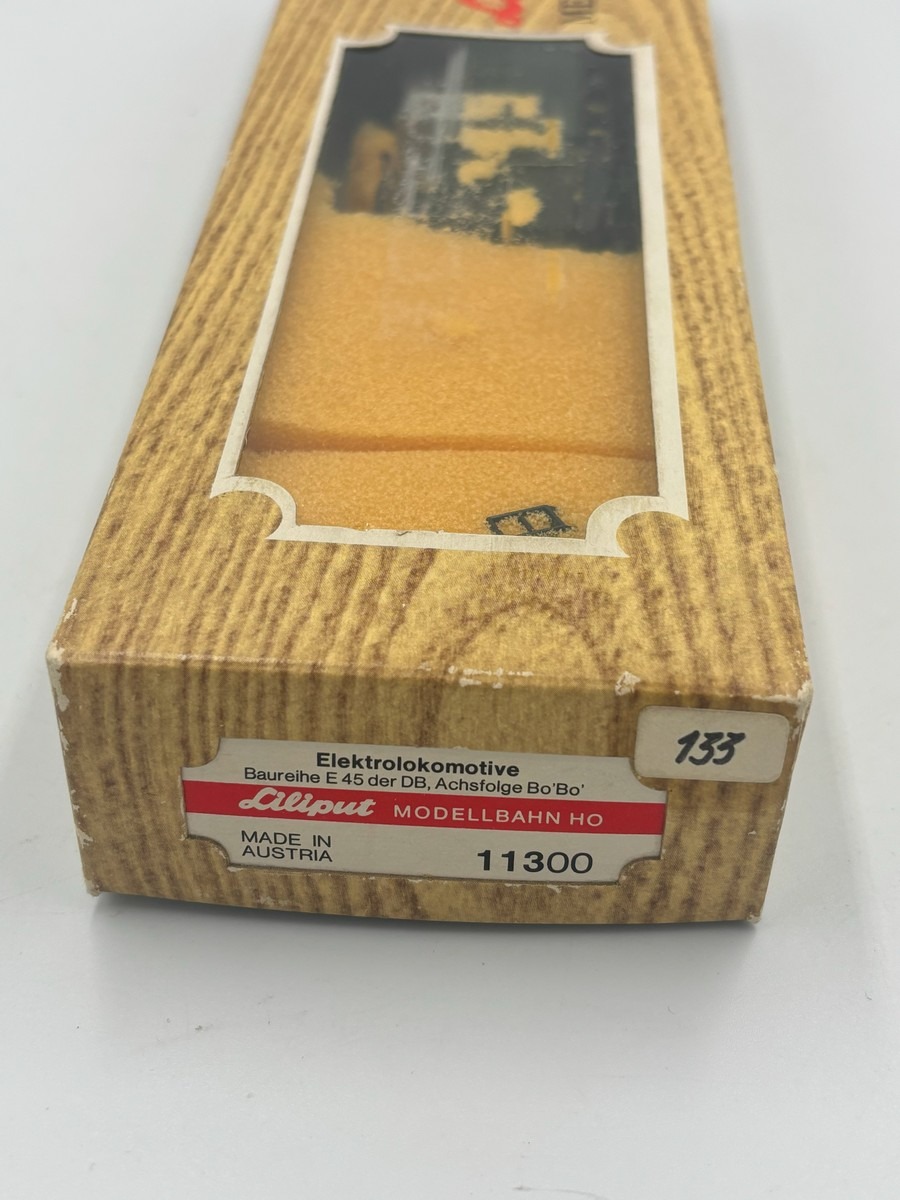 133
Elektrolokomotive
Baureihe E 45 der DB, Achsfolge Bo'Bo'
Liliput MODELLBAHN HO
MADE IN
AUSTRIA
11300